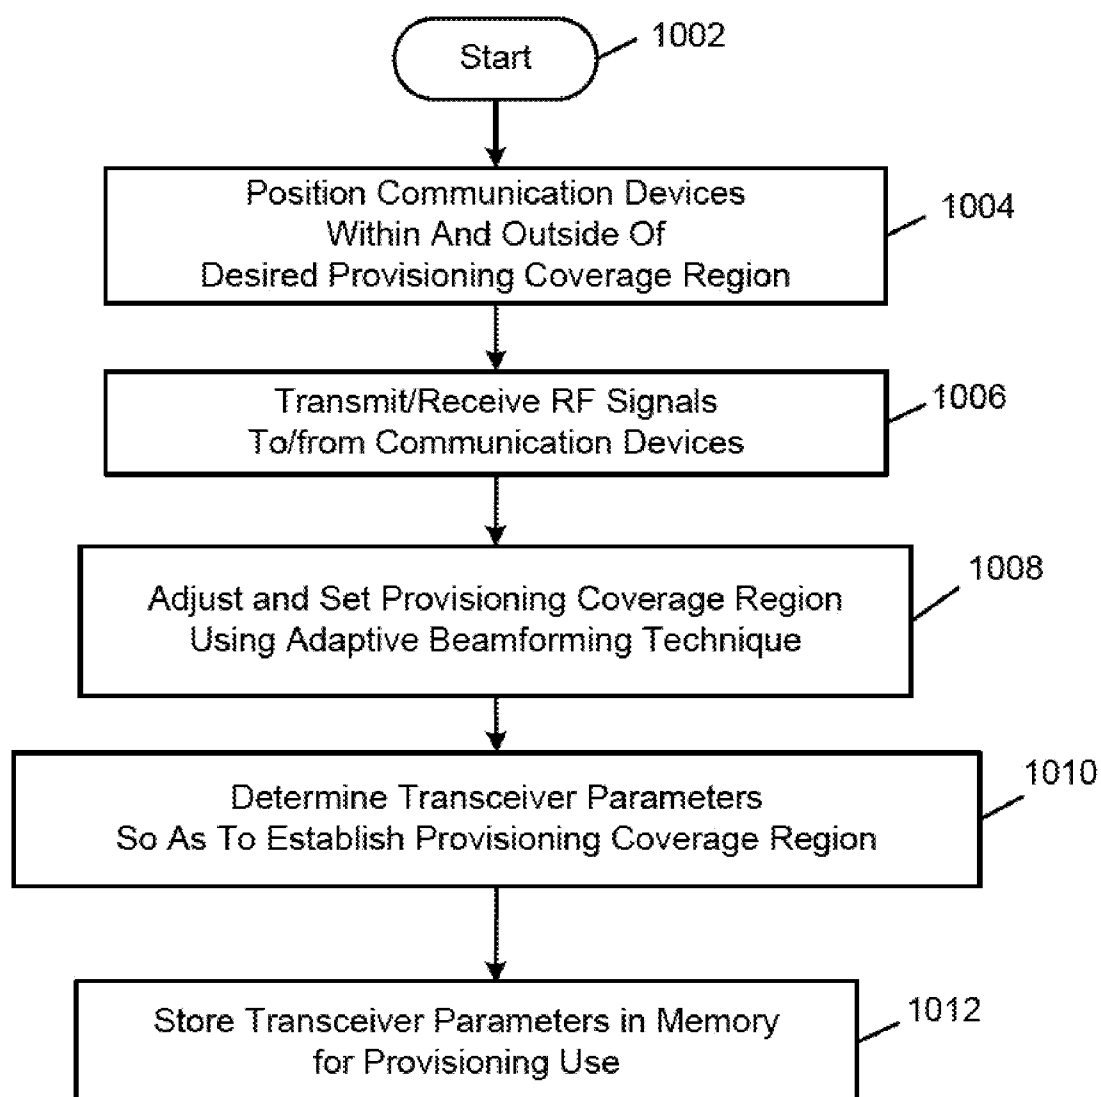 Start
1002
Position Communication Devices
Within And Outside Of
Desired Provisioning Coverage Region
1004
Transmit/Receive RF Signals
To/from Communication Devices
1006
Adjust and Set Provisioning Coverage Region
Using Adaptive Beamforming Technique
1008
Determine Transceiver Parameters
So As To Establish Provisioning Coverage Region
1010
Store Transceiver Parameters in Memory
for Provisioning Use
1012